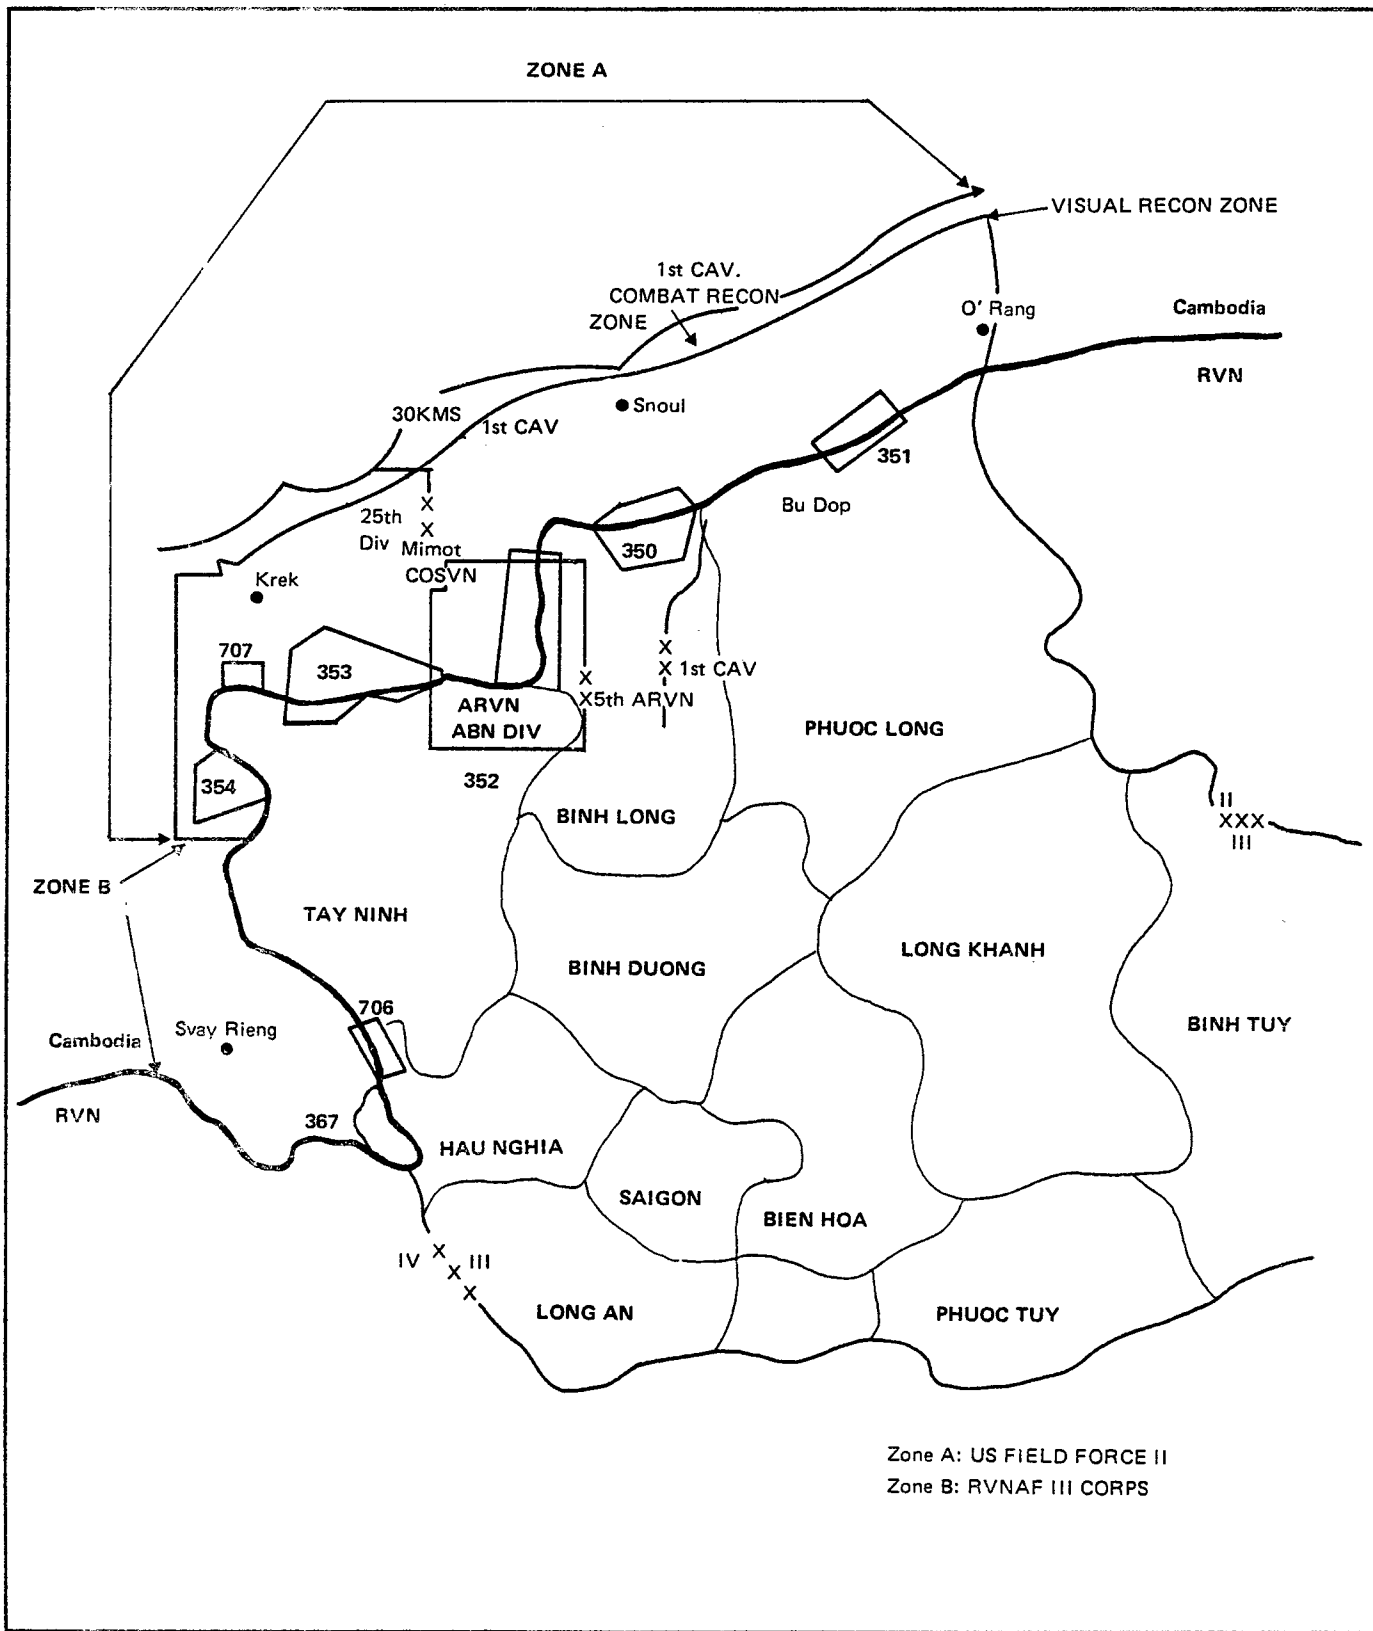 ZONE A
VISUAL RECON ZONE
1st CAV.
COMBAT RECON
ZONE
O' Rang
Cambodia
RVN
30KMS
1st CAV
Snoul
351
Bu Dop
25th
Div
X
X
Mimot
COSVN
350
Krek
707
353
X
X
1st CAV
X
X5th ARVN
ARVN
ABN DIV
352
354
PHUOC LONG
BINH LONG
II
XXX
III
ZONE B
TAY NINH
BINH DUONG
LONG KHANH
BINH TUY
706
Svay Rieng
Cambodia
RVN
367
HAU NGHIA
SAIGON
BIEN HOA
IV
X
X
X
III
LONG AN
PHUOC TUY
Zone A: US FIELD FORCE II
Zone B: RVNAF III CORPS